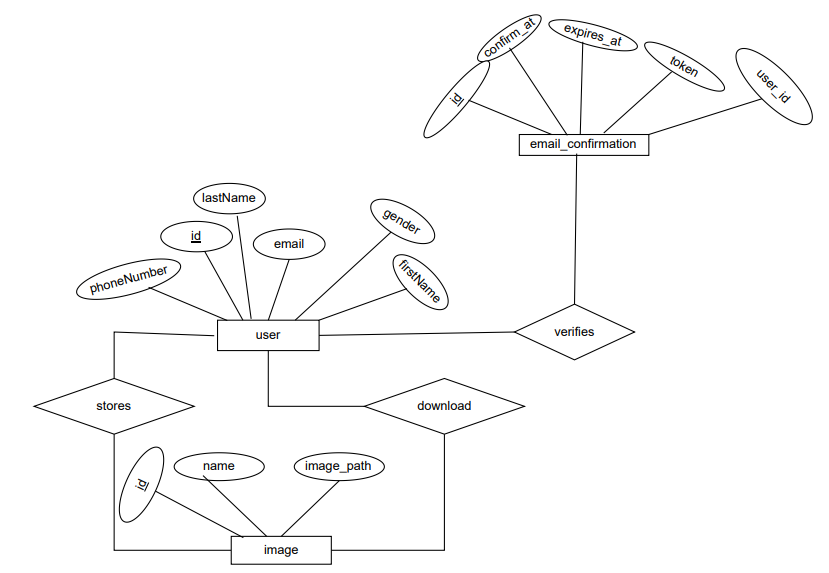 confirm_at
expires_at
token
user_id
id
email_confirmation
lastName
gender
id
email
firstName
phoneNumber
user
verifies
stores
download
id
name
image_path
image